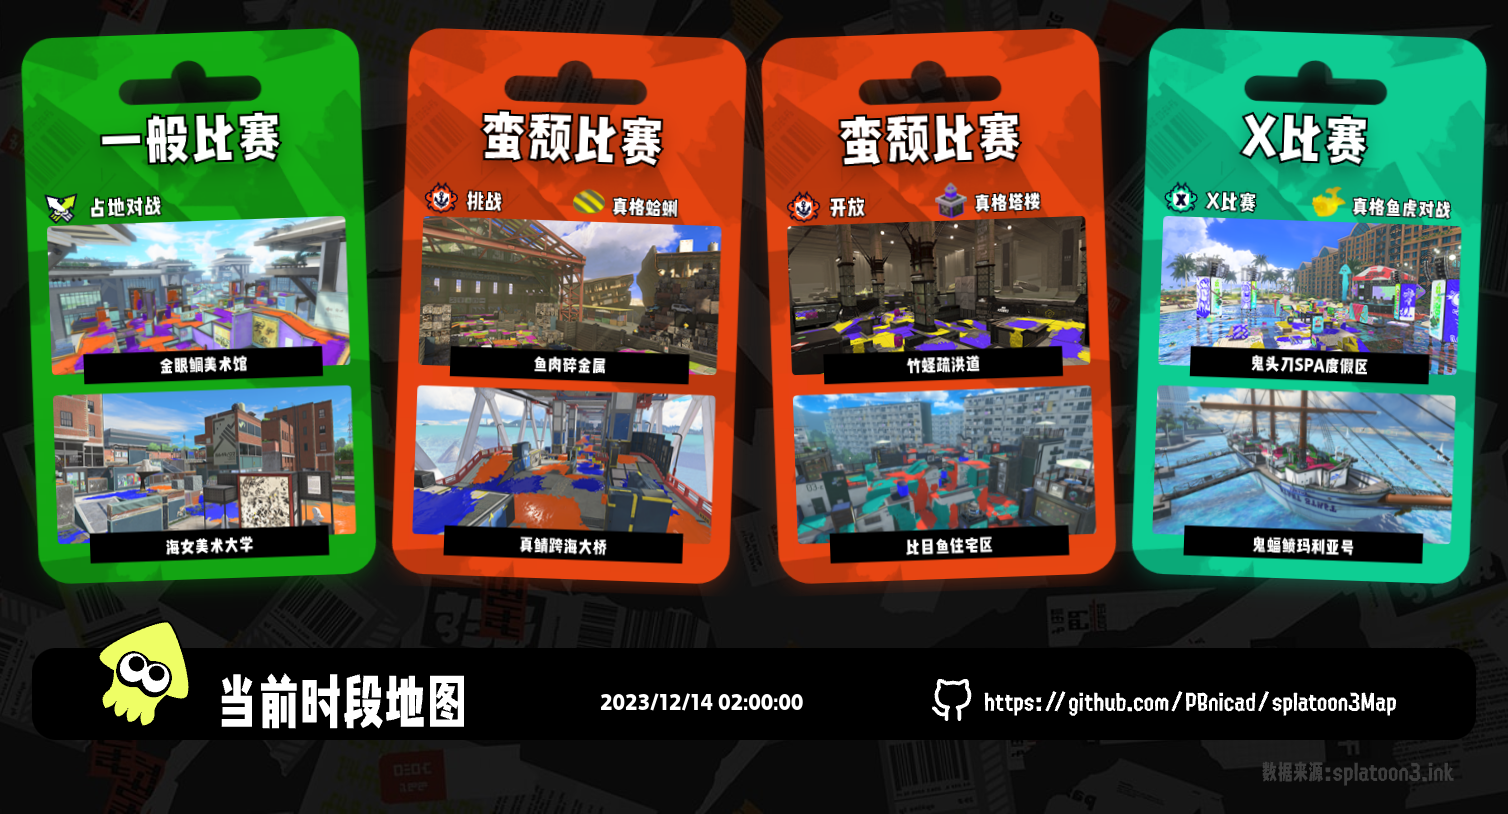 一般比赛
占地对战
金眼鲷美术馆
海女美术大学
蛮颓比赛
挑战
真格蛤蜊
鱼肉碎金属
真鲭跨海大桥
蛮颓比赛
开放
真格塔楼
竹蛏疏洪道
比目鱼住宅区
X比赛
X比赛
真格鱼虎对战
鬼头刀SPA度假区
鬼蝠鲼玛利亚号
当前时段地图
2023/12/14 02:00:00
https://github.com/PBnicad/splatoon3Map
数据来源:splatoon3.ink